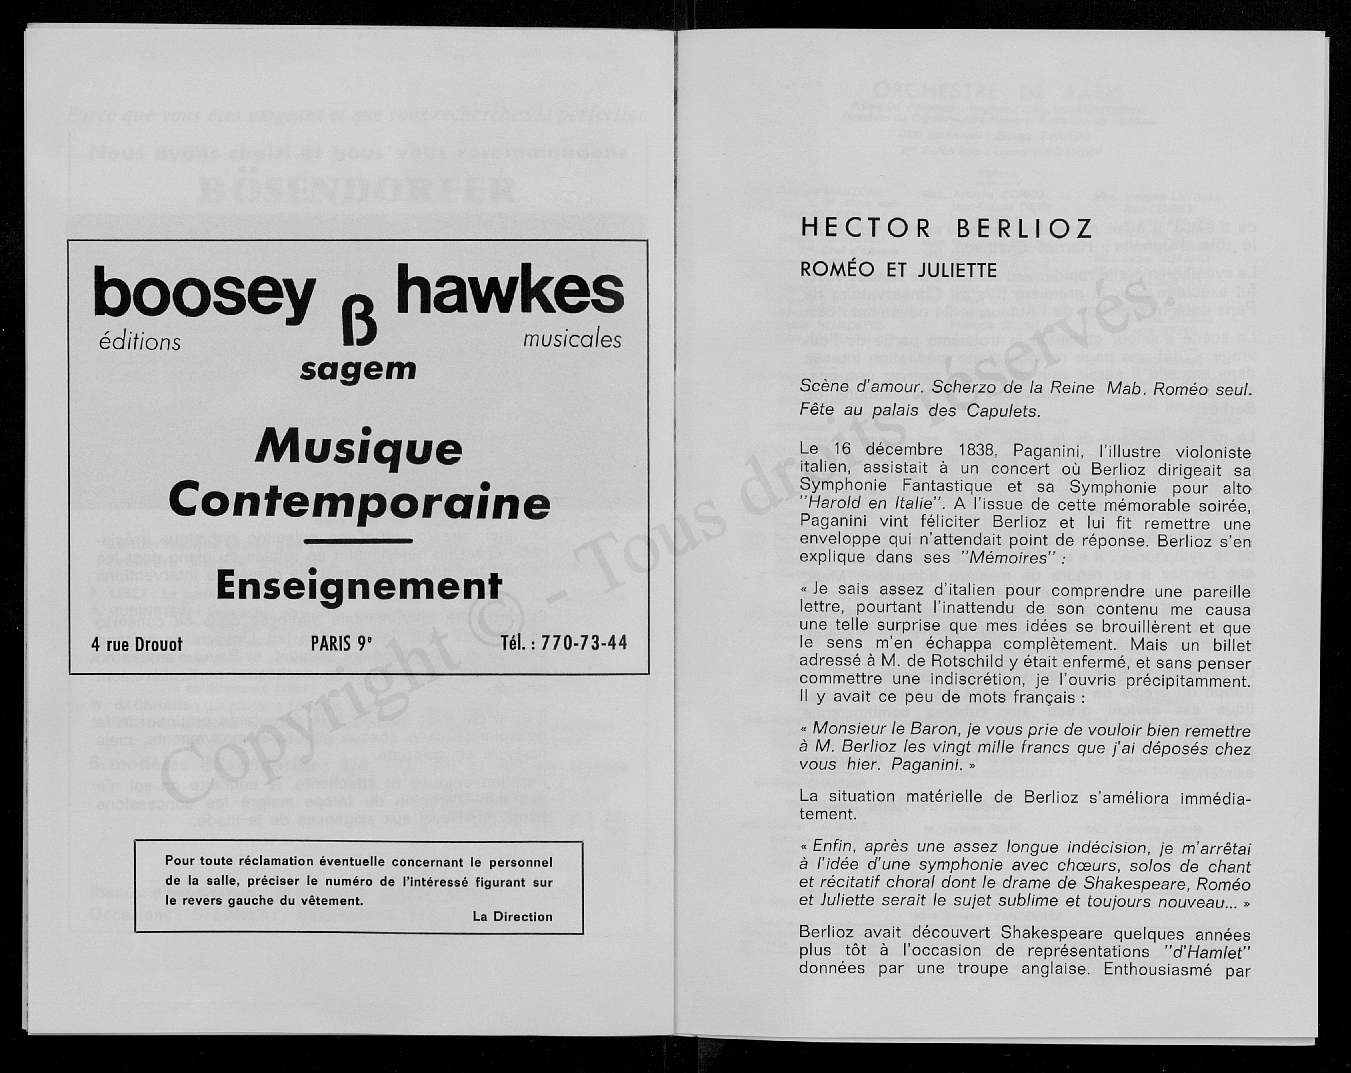 boosey ß hawkes
éditions musicales
sagem
Musique
Contemporaine
Enseignement
4 rue Drouot PARIS 9e Tél. : 770-73-44
Pour toute réclamation éventuelle concernant le personnel
de la salle, préciser le numéro de l'intéressé figurant sur
le revers gauche du vêtement.
La Direction
HECTOR BERLIOZ
ROMÉO ET JULIETTE
Scène d'amour. Scherzo de la Reine Mab. Roméo seul.
Fête au palais des Capulets.
Le 16 décembre 1838, Paganini, l'illustre violoniste
italien, assistait à un concert où Berlioz dirigeait sa
Symphonie Fantastique et sa Symphonie pour alto
"Harold en Italie". A l'issue de cette mémorable soirée,
Paganini vint féliciter Berlioz et lui fit remettre une
enveloppe qui n'attendait point de réponse. Berlioz s'en
explique dans ses "Mémoires" :
« Je sais assez d'italien pour comprendre une pareille
lettre, pourtant l'inattendu de son contenu me causa
une telle surprise que mes idées se brouillèrent et que
le sens m'en échappa complètement. Mais un billet
adressé à M. de Rotschild y était enfermé, et sans penser
commettre une indiscrétion, je l'ouvris précipitamment.
Il y avait ce peu de mots français :
« Monsieur le Baron, je vous prie de vouloir bien remettre
à M. Berlioz les vingt mille francs que j'ai déposés chez
vous hier. Paganini. »
La situation matérielle de Berlioz s'améliora immédia-
tement.
« Enfin, après une assez longue indécision, je m'arrêtai
à l'idée d'une symphonie avec chœurs, solos de chant
et récitatif choral dont le drame de Shakespeare, Roméo
et Juliette serait le sujet sublime et toujours nouveau... »
Berlioz avait découvert Shakespeare quelques années
plus tôt à l'occasion de représentations "d'Hamlet"
données par une troupe anglaise. Enthousiasmé par
Copyright © - Tous droits réservés.